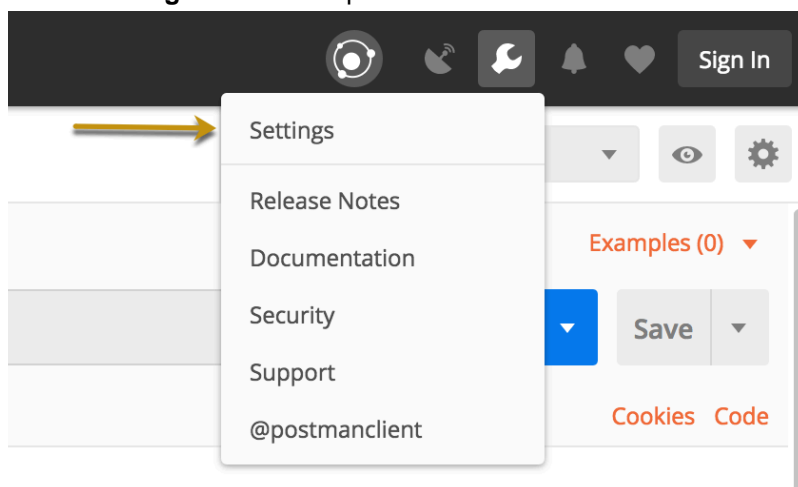 Sign In
Settings
Release Notes
Examples (0)
Documentation
Security
Save
Support
Cookies Code
@postmanclient